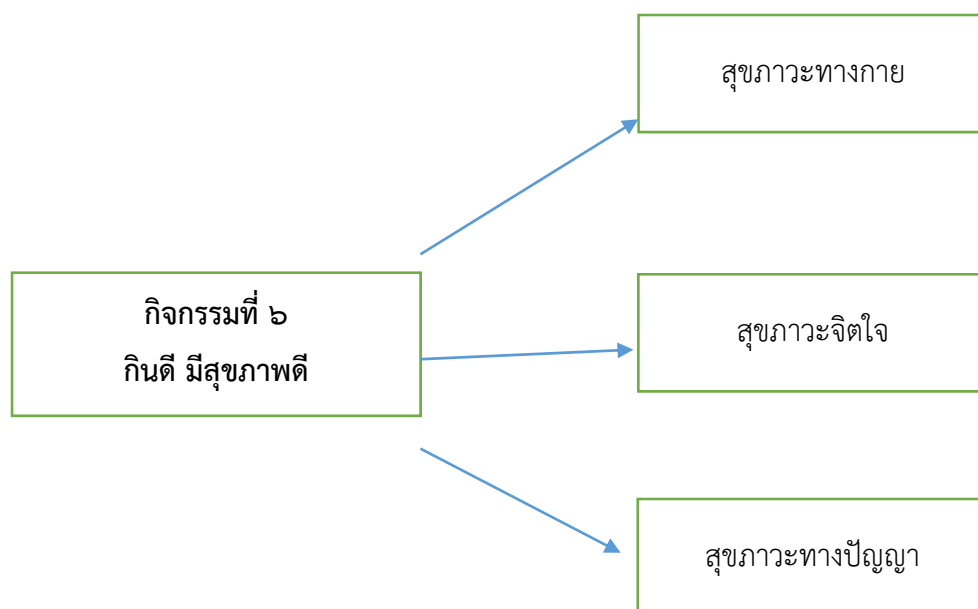 สุขภาวะทางกาย
กิจกรรมที่ ๖
กินดี มีสุขภาพดี
สุขภาวะจิตใจ
สุขภาวะทางปัญญา